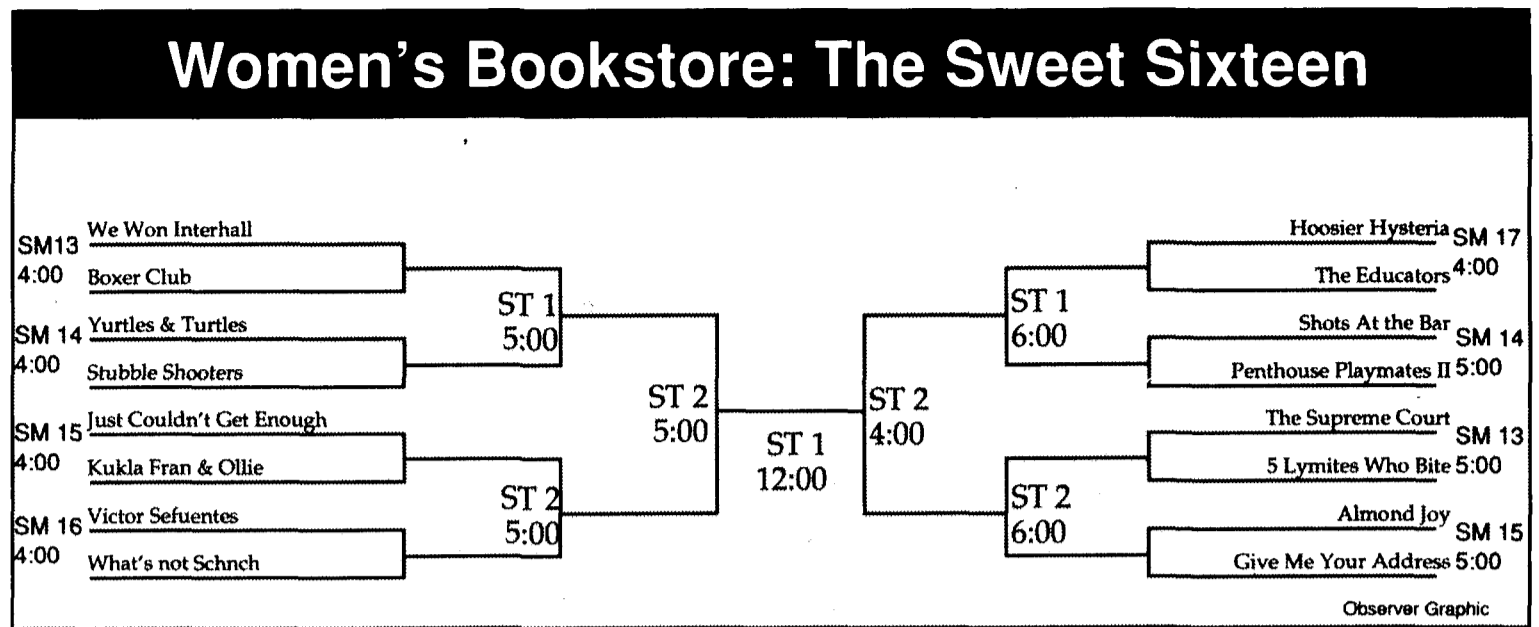 Women's Bookstore: The Sweet Sixteen
SM13
4:00
We Won Interhall
Boxer Club
SM 14
4:00
Yurtles & Turtles
Stubble Shooters
SM 15
4:00
Just Couldn't Get Enough
Kukla Fran & Ollie
SM 16
4:00
Victor Sefuentes
What's not Schnch
ST 1
5:00
ST 2
5:00
ST 2
5:00
ST 1
12:00
ST 2
4:00
ST 1
6:00
ST 2
6:00
Hoosier Hysteria
The Educators
SM 17
4:00
Shots At the Bar
Penthouse Playmates II
SM 14
5:00
The Supreme Court
5 Lymites Who Bite
SM 13
5:00
Almond Joy
Give Me Your Address
SM 15
5:00
Observer Graphic